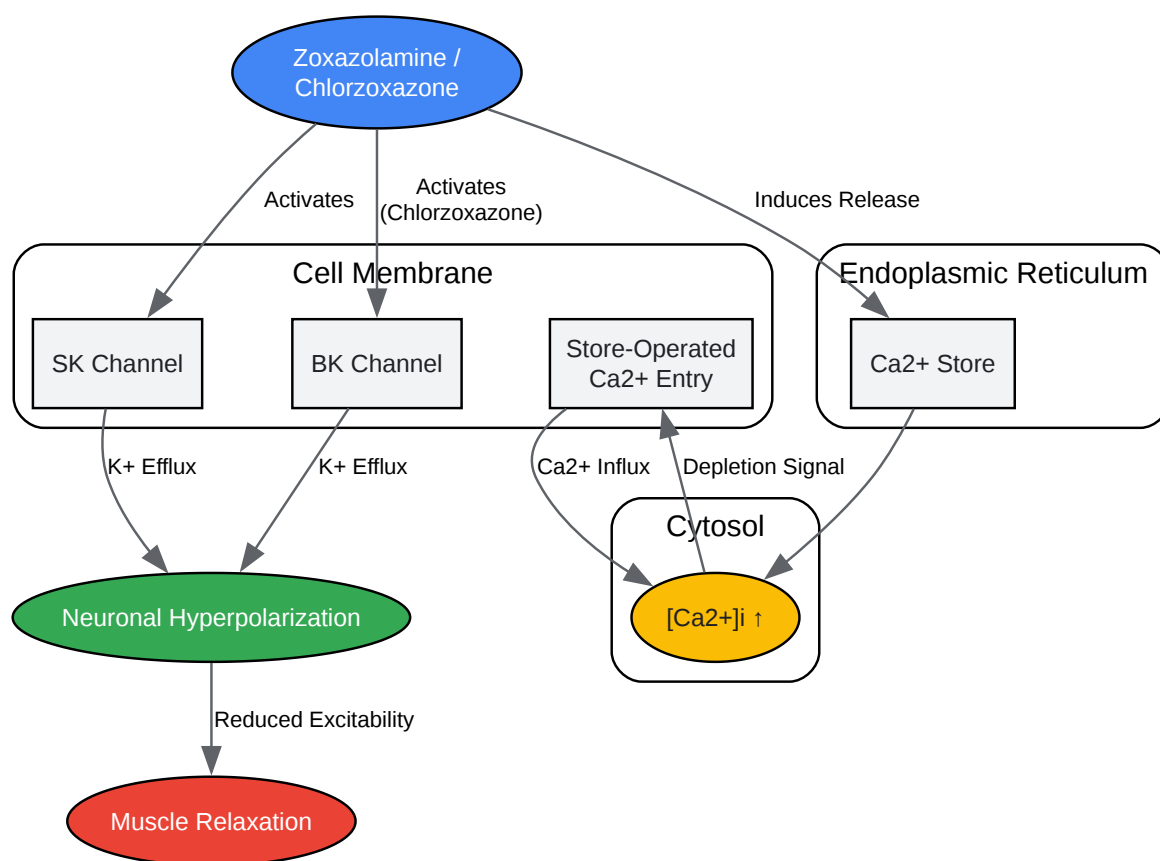 Zoxazolamine /
Chlorzoxazone
Activates
Activates
(Chlorzoxazone)
Induces Release
Cell Membrane
Endoplasmic Reticulum
SK Channel
BK Channel
Store-Operated
Ca2+ Entry
Ca2+ Store
K+ Efflux
K+ Efflux
Ca2+ Influx
Depletion Signal
Cytosol
Neuronal Hyperpolarization
[Ca2+]i ↑
Reduced Excitability
Muscle Relaxation